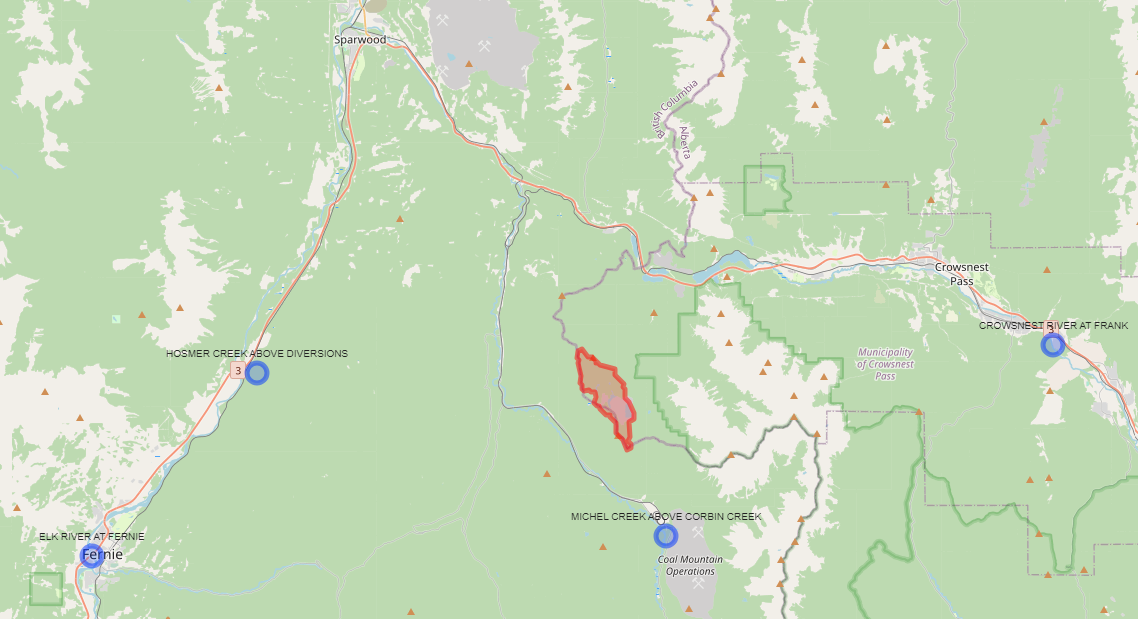 Sparwood
British Columbia
Alberta
Crowsnest
Pass
CROWSNEST RIVER AT FRANK
3
HOSMER CREEK ABOVE DIVERSIONS
3
Municipality
of Crowsnest
Pass
MICHEL CREEK ABOVE CORBIN CREEK
ELK RIVER AT FERNIE
Fernie
Coal Mountain
Operations